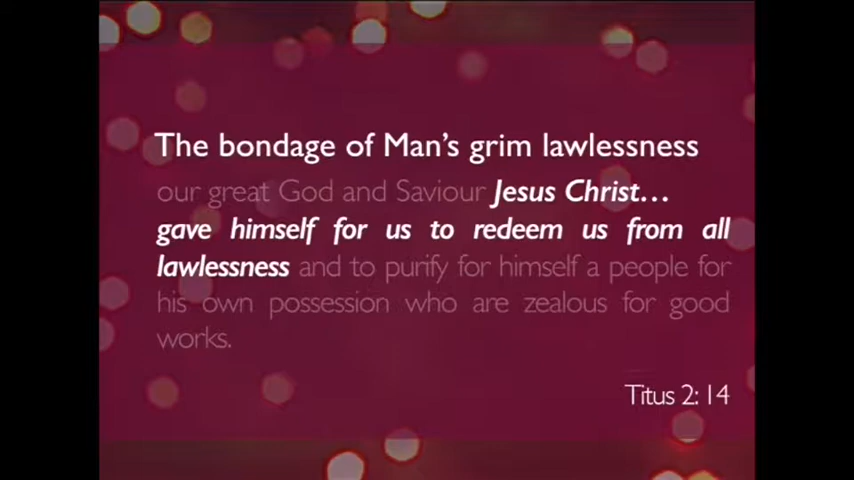 The bondage of Man's grim lawlessness
our great God and Saviour Jesus Christ...
gave himself for us to redeem us from all
lawlessness and to purify for himself a people for
his own possession who are zealous for good
works.
Titus 2:14